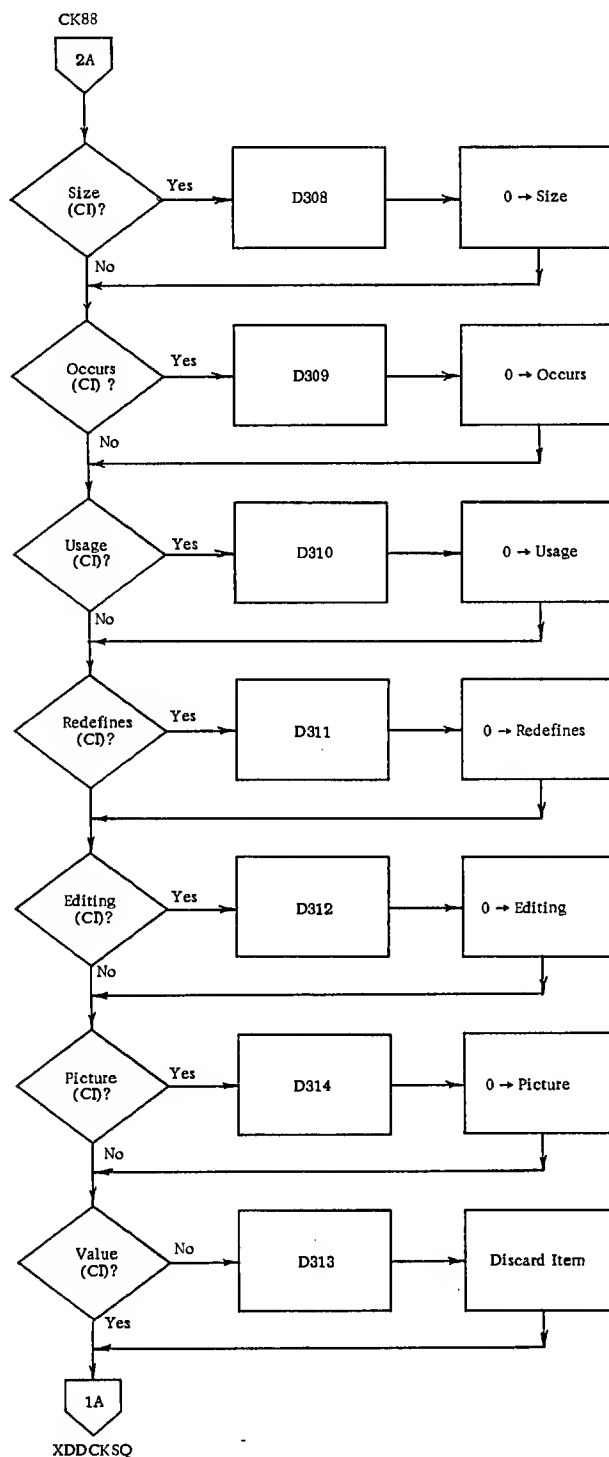 CK88
2A
Size
(CI)?
Yes
D308
0 → Size
No
Occurs
(CI) ?
Yes
D309
0 → Occurs
No
Usage
(CI)?
Yes
D310
0 → Usage
No
Redefines
(CI)?
Yes
D311
0 → Redefines
Editing
(CI)?
Yes
D312
0 → Editing
No
Picture
(CI)?
Yes
D314
0 → Picture
No
Value
(CI)?
No
D313
Discard Item
Yes
1A
XDDCKSQ